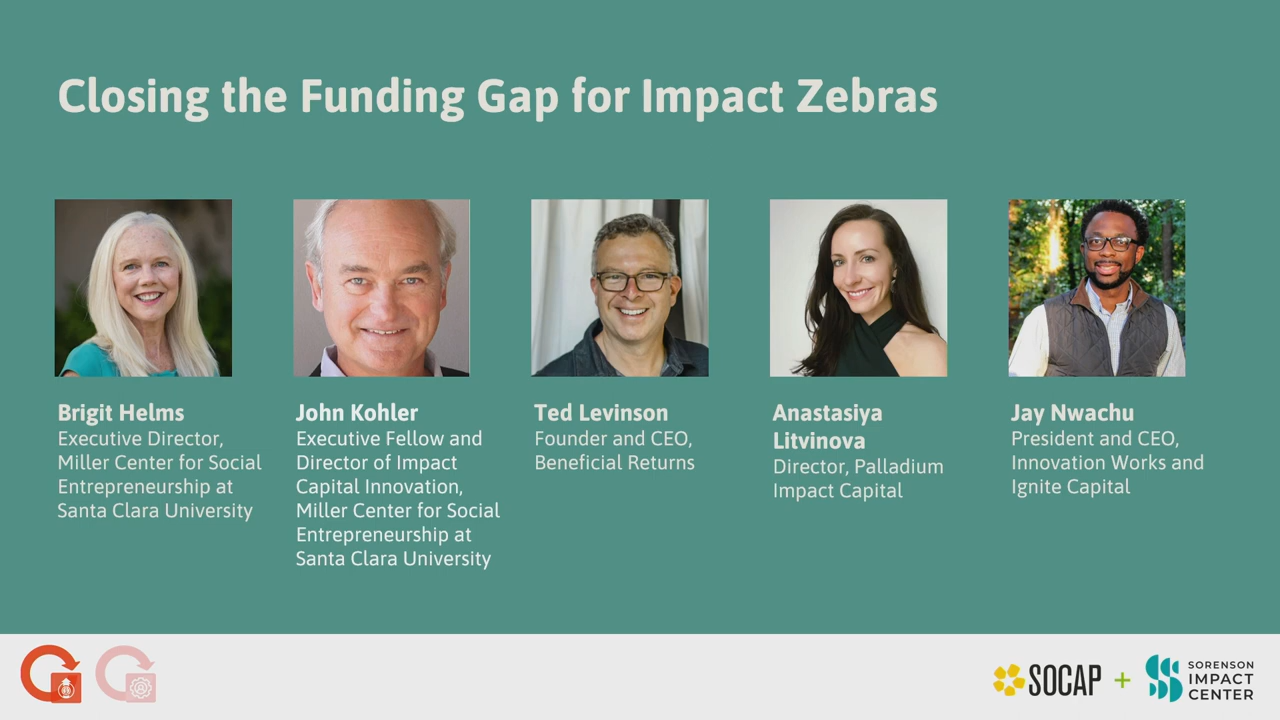 Closing the Funding Gap for Impact Zebras
Brigit Helms
Executive Director,
Miller Center for Social
Entrepreneurship at
Santa Clara University
John Kohler
Executive Fellow and
Director of Impact
Capital Innovation,
Miller Center for Social
Entrepreneurship at
Santa Clara University
Ted Levinson
Founder and CEO,
Beneficial Returns
Anastasiya
Litvinova
Director, Palladium
Impact Capital
Jay Nwachu
President and CEO,
Innovation Works and
Ignite Capital
SOCAP +
SORENSON
IMPACT
CENTER